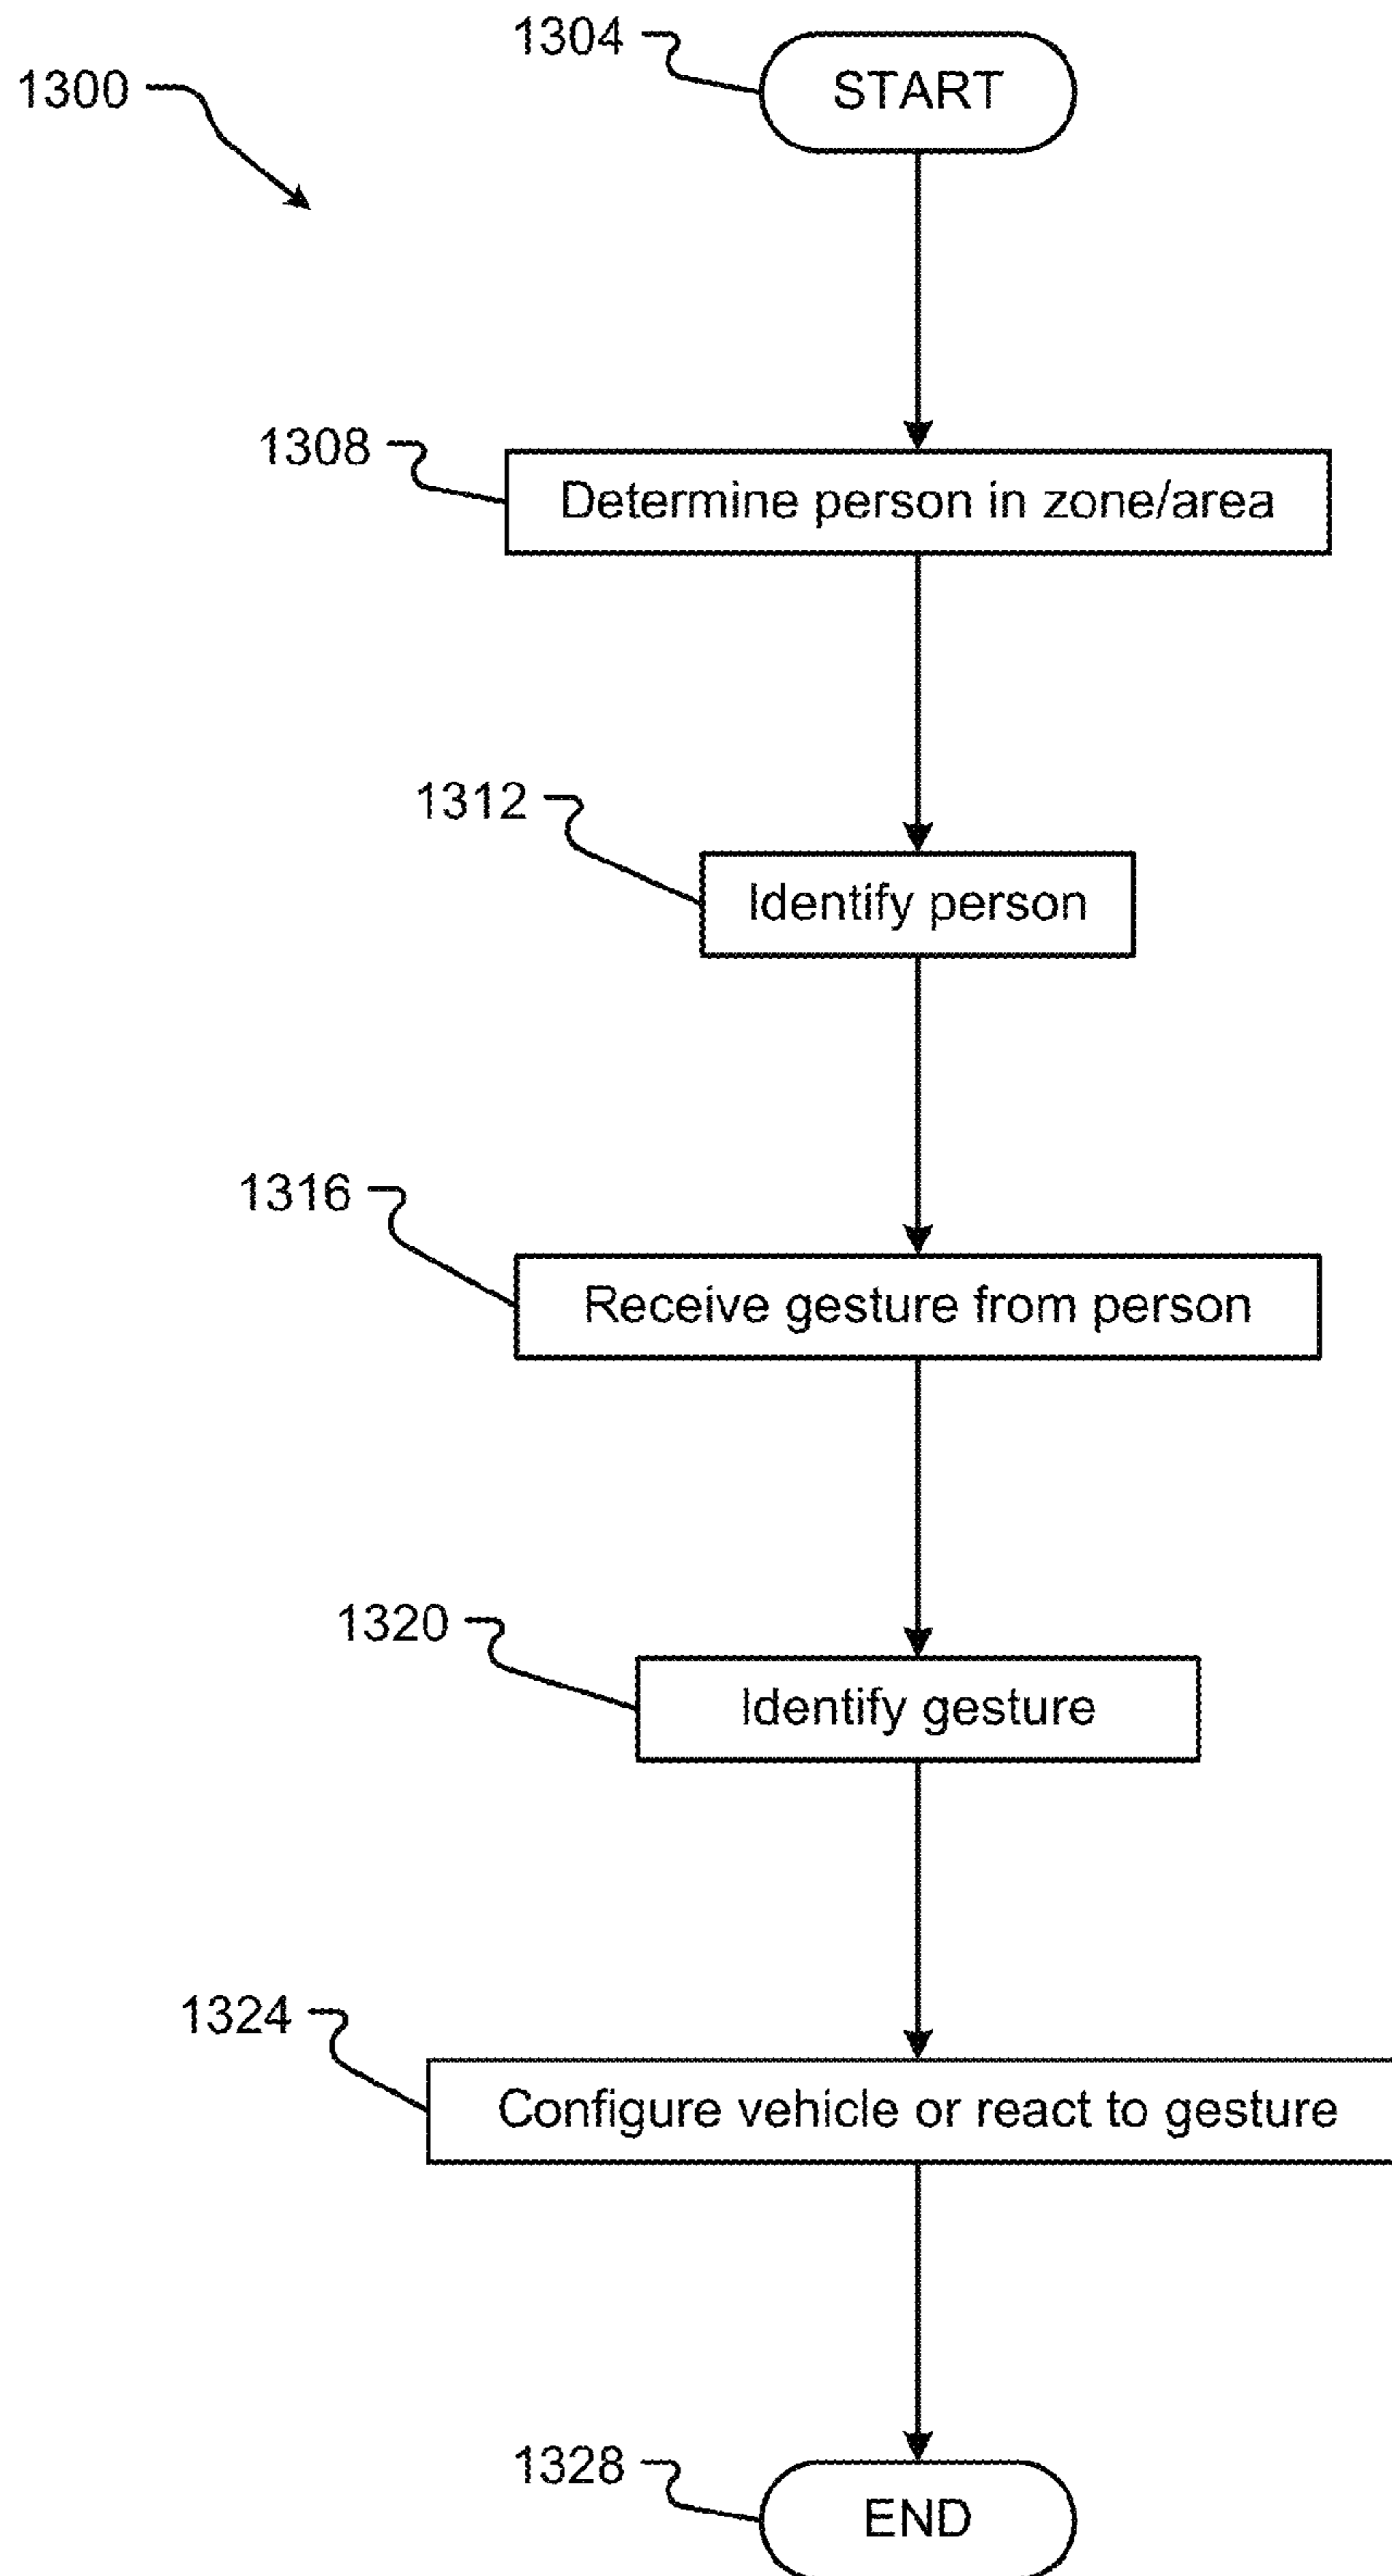 1304
START
1300
1308
Determine person in zone/area
1312
Identify person
1316
Receive gesture from person
1320
Identify gesture
1324
Configure vehicle or react to gesture
1328
END